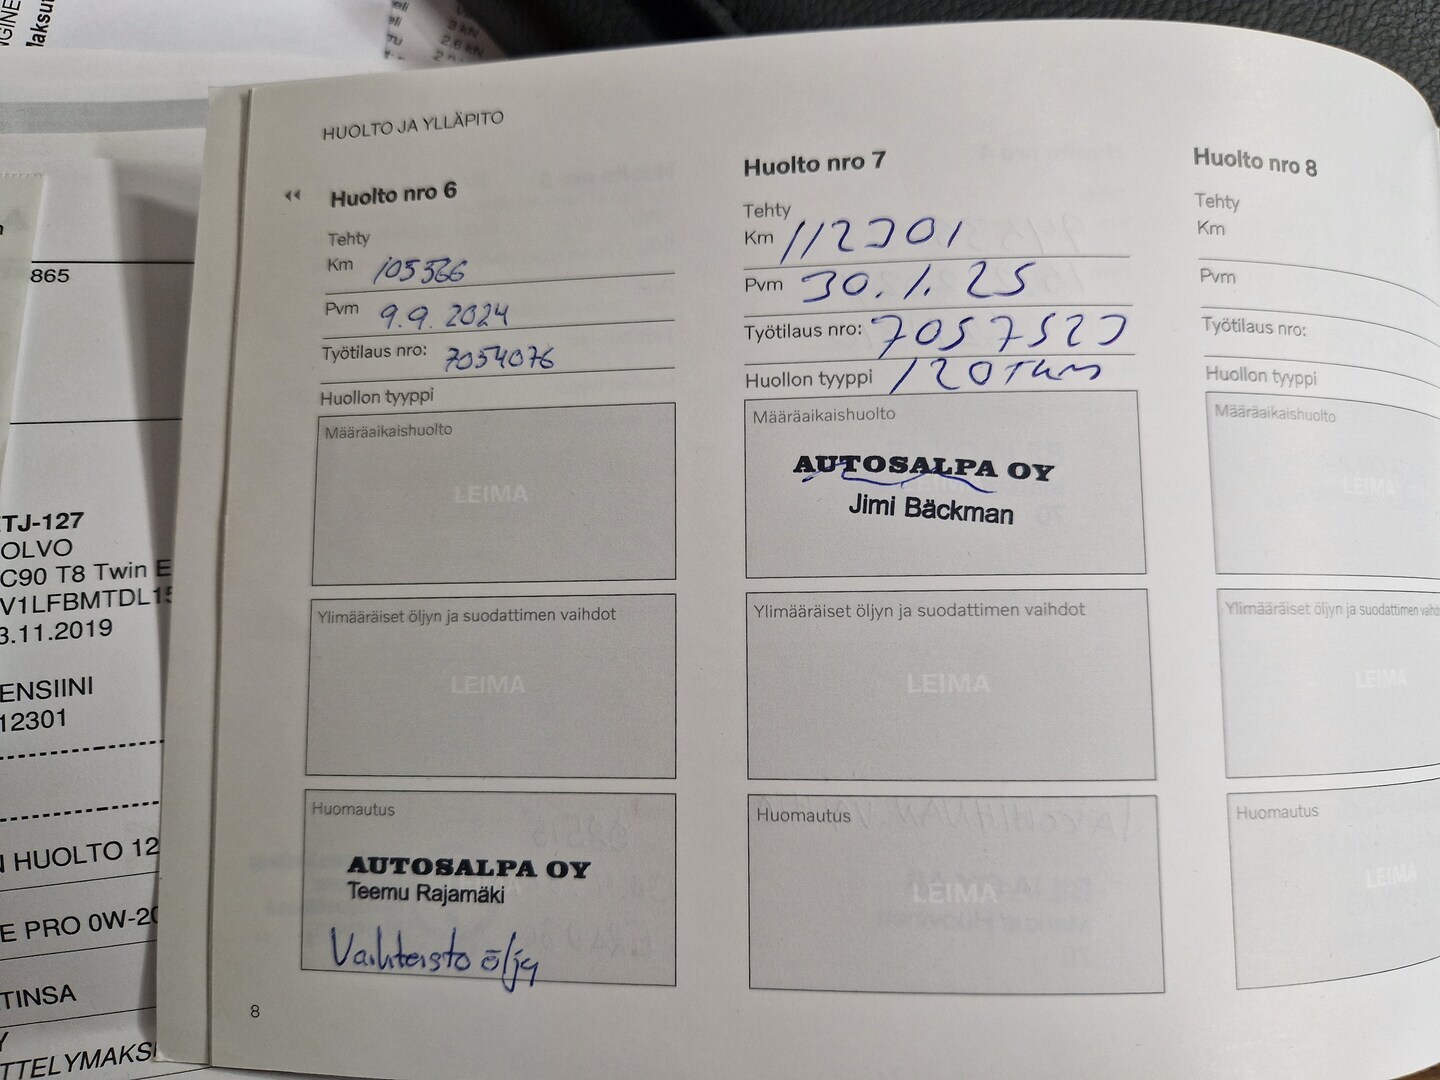 HUOLTO JA YLLÄPITO
Huolto nro 6
Tehty
Km 105366
Pvm 9.9.2024
Työtilaus nro: 7054076
Huollon tyyppi
Määräaikaishuolto
LEIMA
Ylimääräiset öljyn ja suodattimen vaihdot
LEIMA
Huomautus
AUTOSALPA OY
Teemu Rajamäki
Vaihteisto öljy
8
Huolto nro 7
Tehty
Km 112301
Pvm 30.1.25
Työtilaus nro: 7057523
Huollon tyyppi 120TKM
Määräaikaishuolto
AUTOSALPA OY
Jimi Bäckman
Ylimääräiset öljyn ja suodattimen vaihdot
LEIMA
Huomautus
LEIMA
Huolto nro 8
Tehty
Km
Pvm
Työtilaus nro:
Huollon tyyppi
Määräaikaishuolto
LEIMA
Ylimääräiset öljyn ja suodattimen
LEIMA
Huomautus
LEIMA
865
TJ-127
OLVO
C90 T8 Twin E
V1LFBMTDL15
3.11.2019
ENSIINI
12301
HUOLTO 12
E PRO 0W-20
TINSA
TTELYMAKS